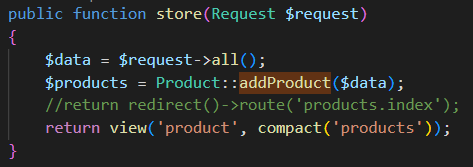 public function store(Request $request)
{
$data = $request->all();
$products = Product::addProduct($data);
//return redirect()->route('products.index');
return view('product', compact('products'));
}